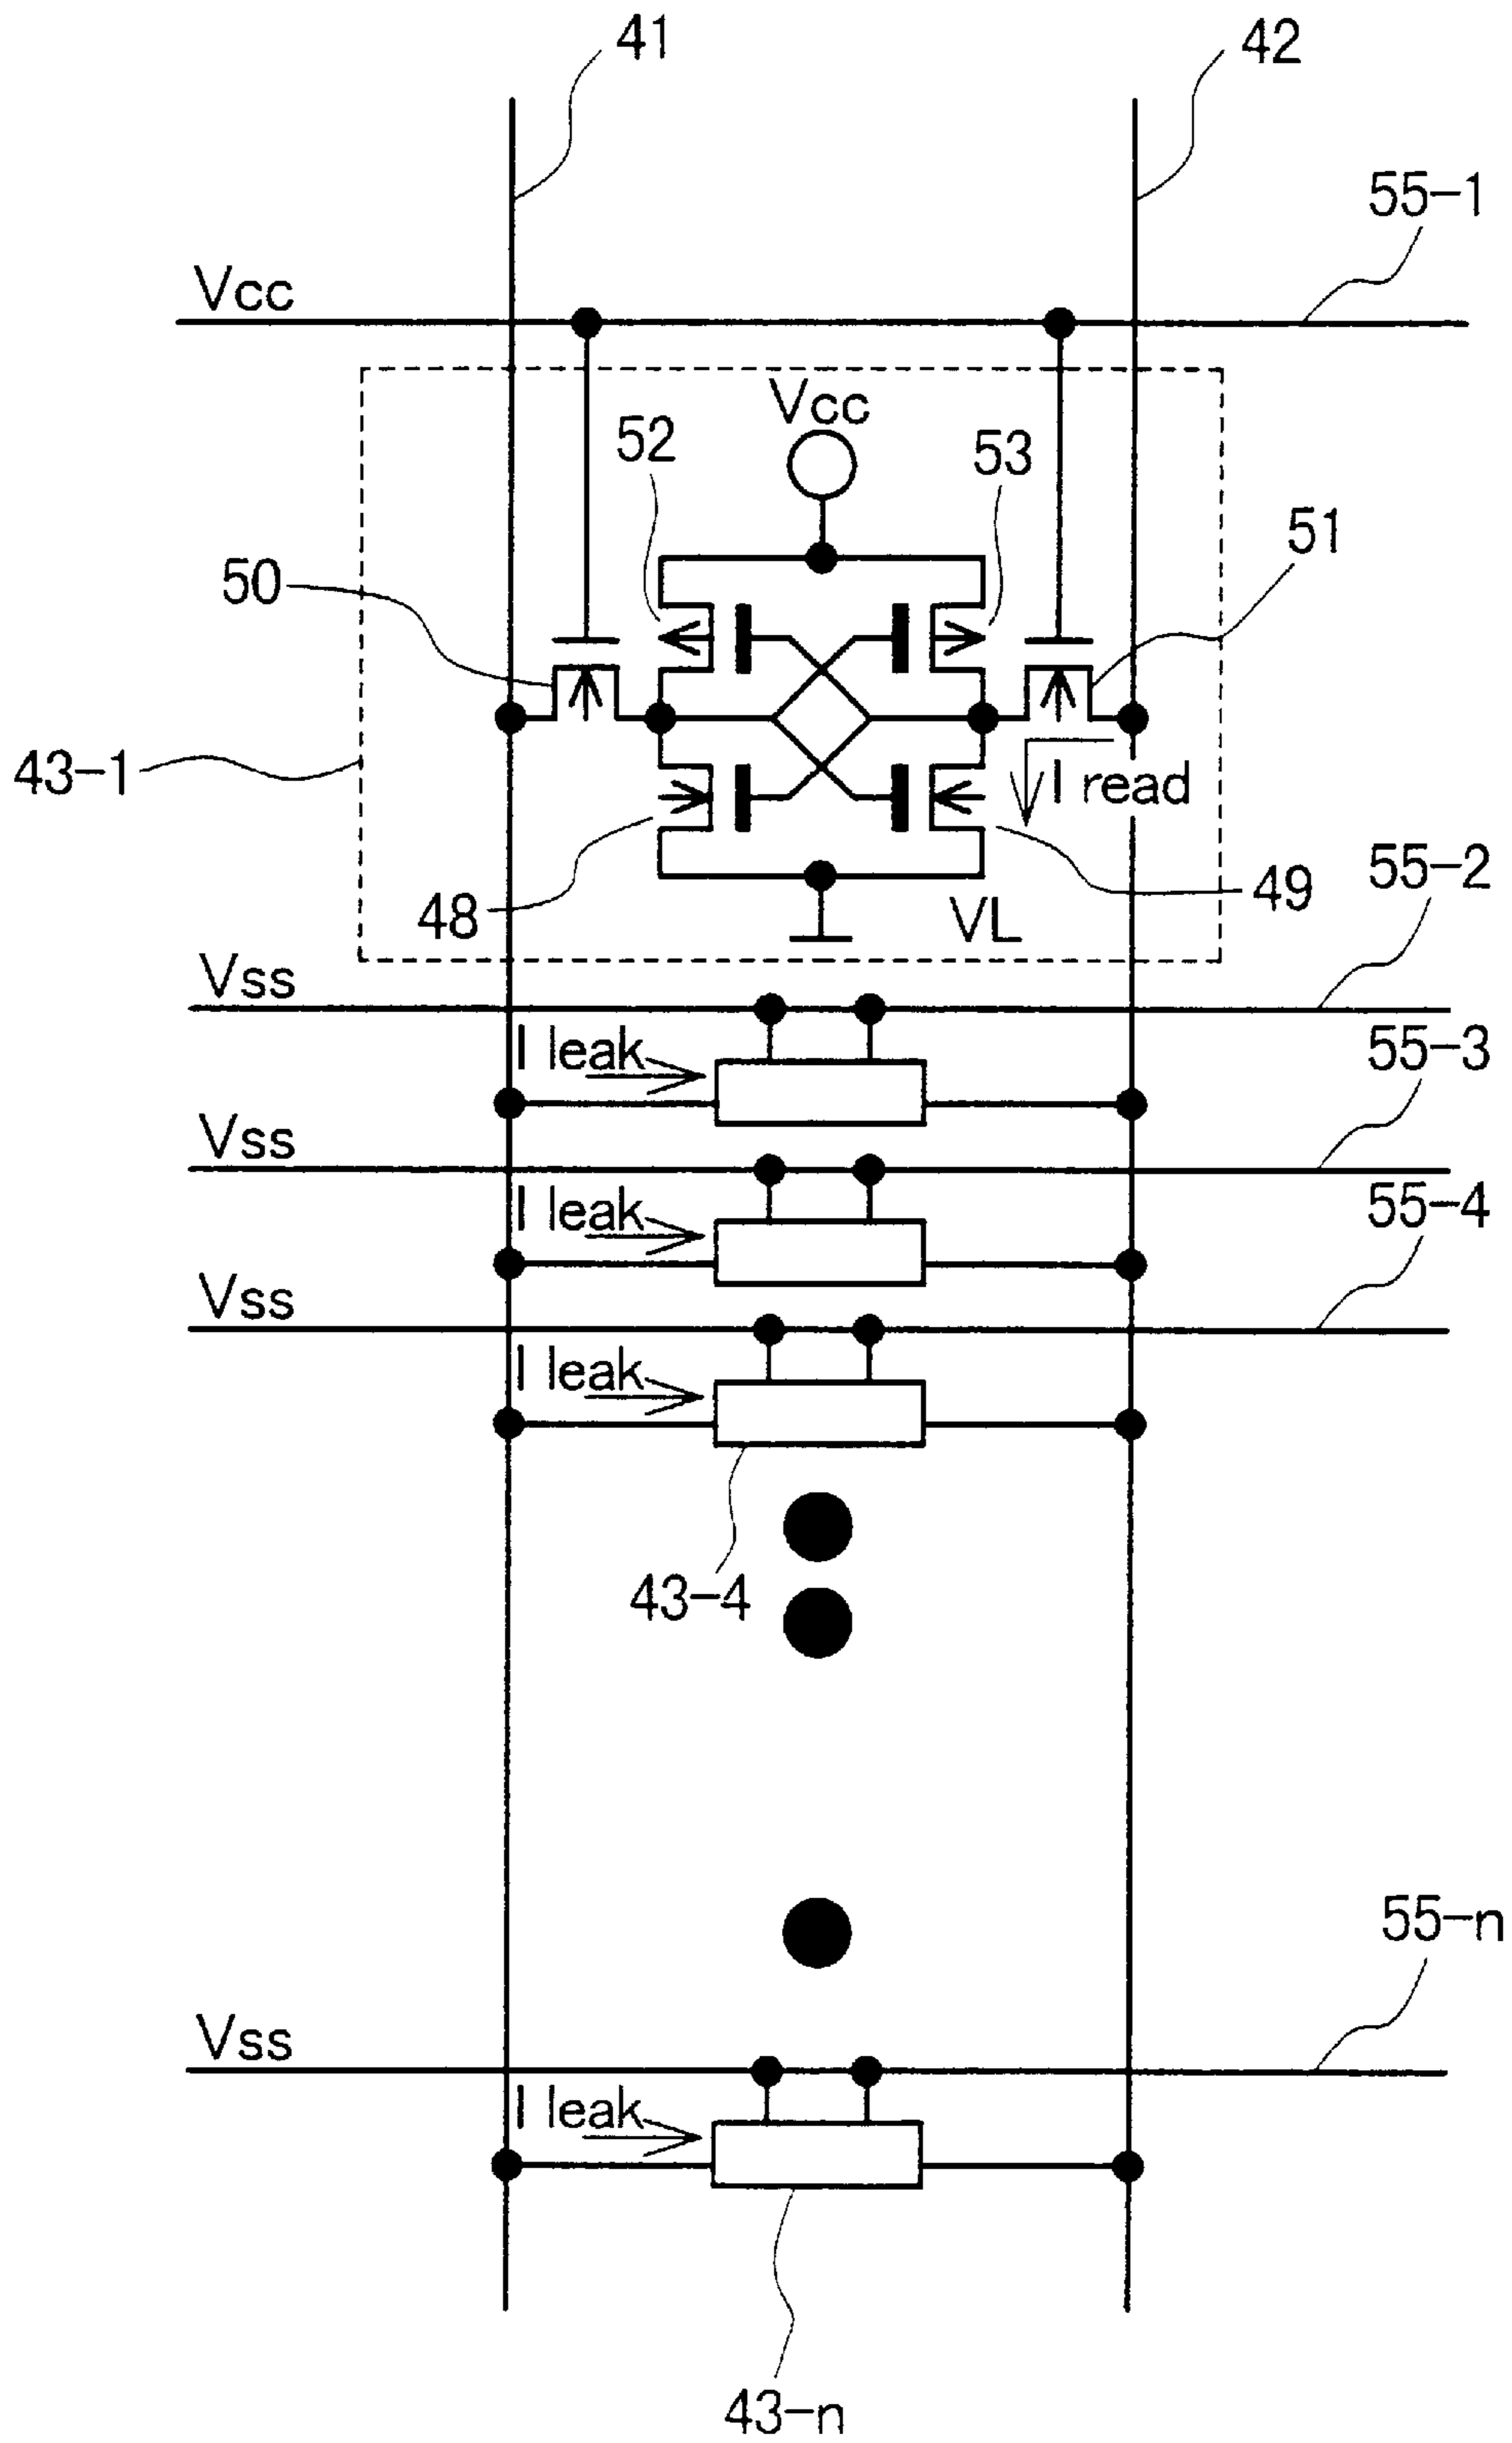 41
42
55-1
Vcc
Vcc
52
53
51
50
43-1
I read
48
49
VL
55-2
Vss
I leak
55-3
Vss
I leak
55-4
Vss
I leak
43-4
55-n
Vss
I leak
43-n